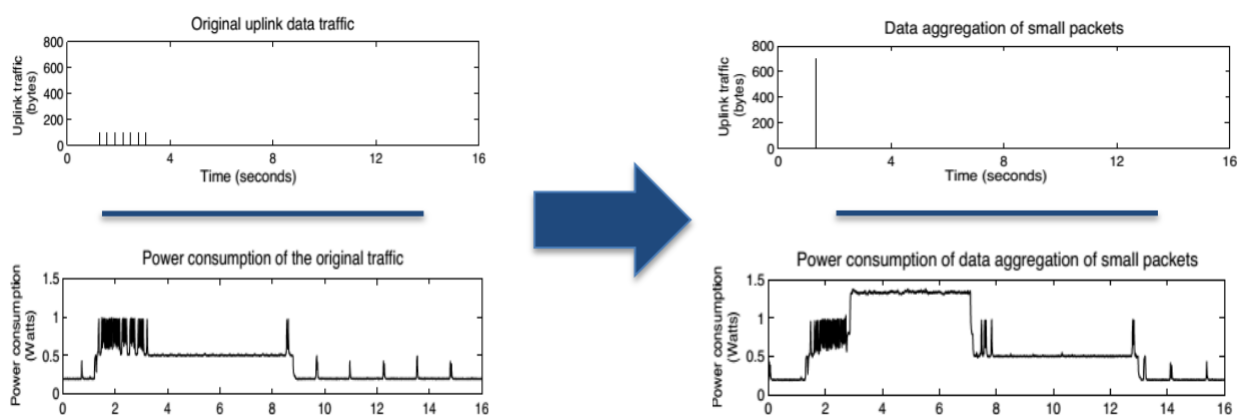 Original uplink data traffic
Uplink traffic
(bytes)
800
600
400
200
0
0 4 8 12 16
Time (seconds)
Data aggregation of small packets
Uplink traffic
(bytes)
800
600
400
200
0
0 4 8 12 16
Time (seconds)
Power consumption of the original traffic
Power consumption
(Watts)
1.5
1
0.5
0
0 2 4 6 8 10 12 14 16
Power consumption of data aggregation of small packets
Power consumption
(Watts)
1.5
1
0.5
0
0 2 4 6 8 10 12 14 16